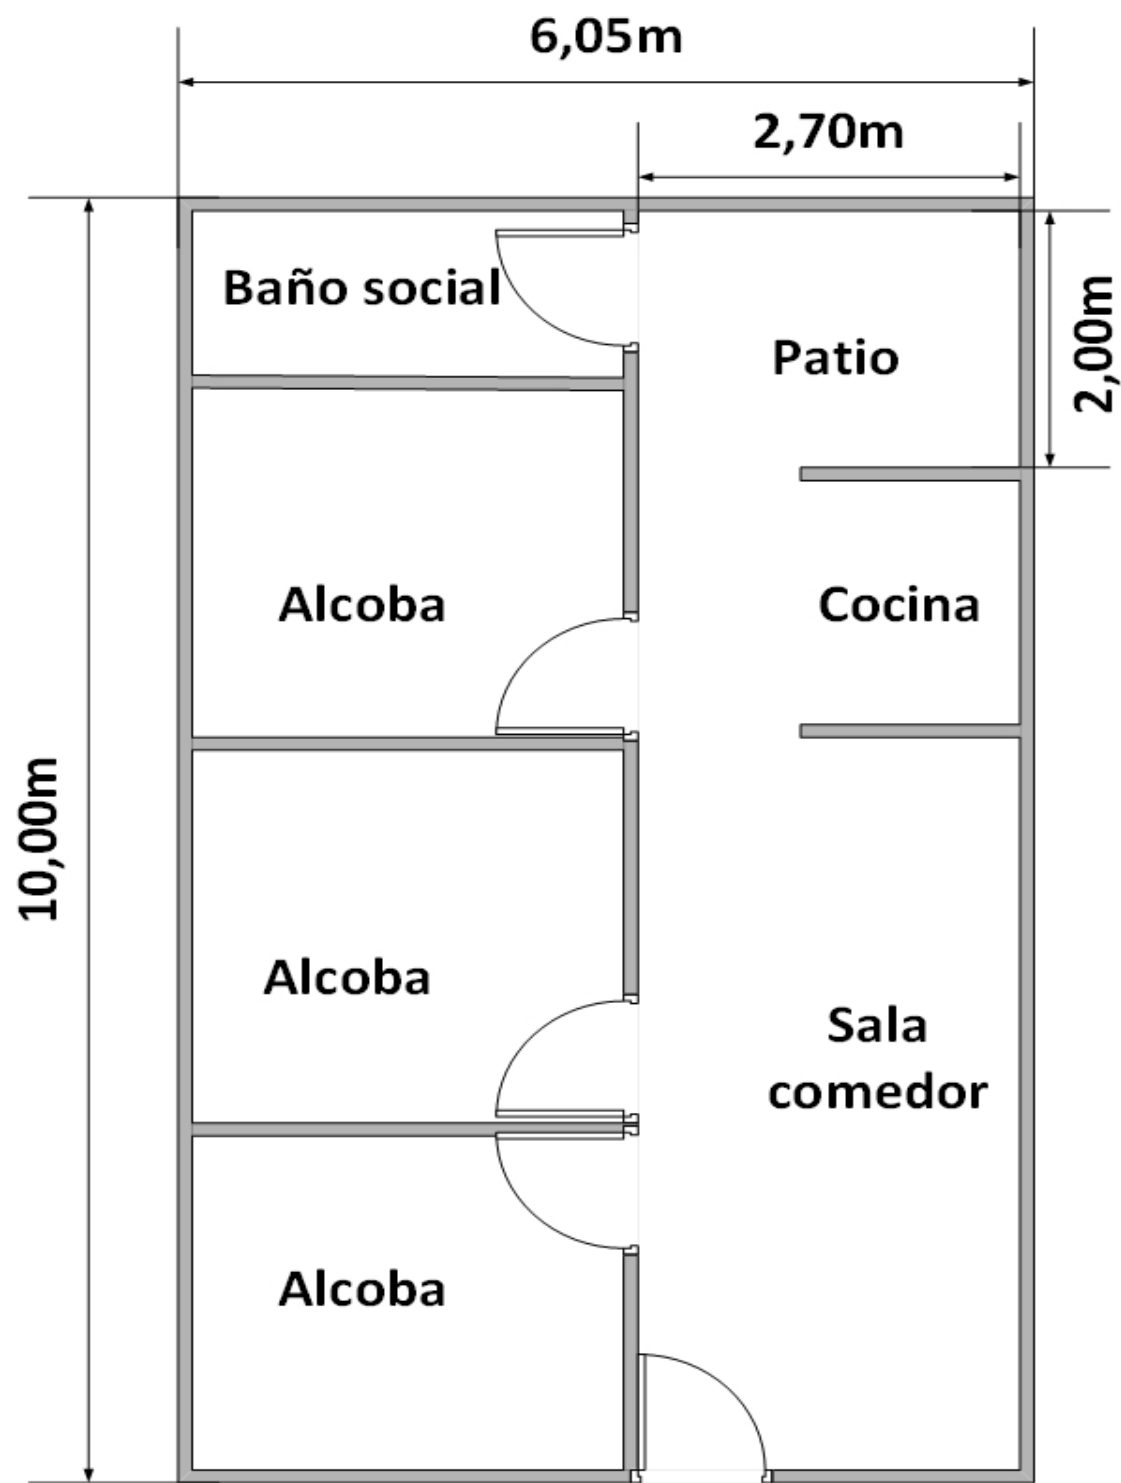 6,05m
2,70m
Baño social
Patio
2,00m
Alcoba
Cocina
10,00m
Alcoba
Sala
comedor
Alcoba